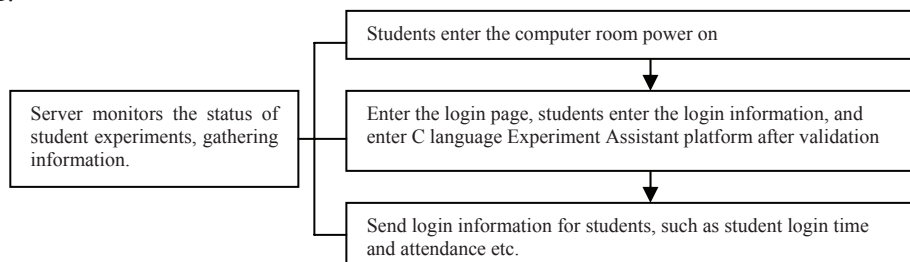 Students enter the computer room power on
Server monitors the status of
student experiments, gathering
information.
Enter the login page, students enter the login information, and
enter C language Experiment Assistant platform after validation
Send login information for students, such as student login time
and attendance etc.